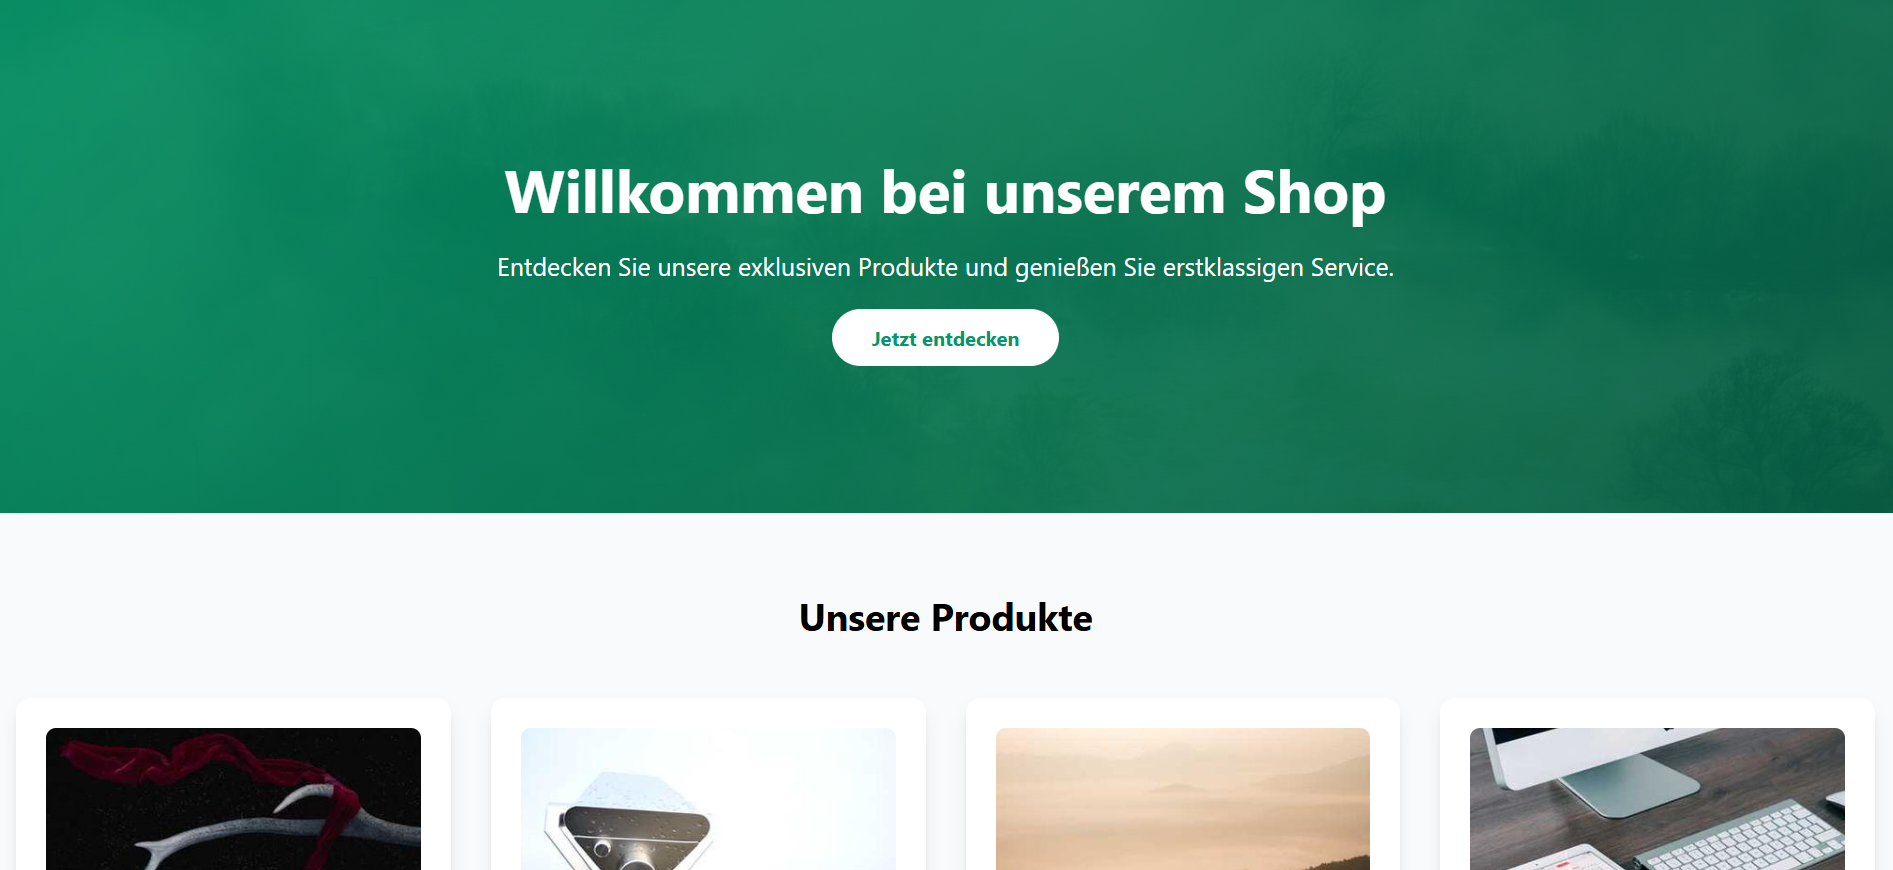 Willkommen bei unserem Shop
Entdecken Sie unsere exklusiven Produkte und genießen Sie erstklassigen Service.
Jetzt entdecken
Unsere Produkte